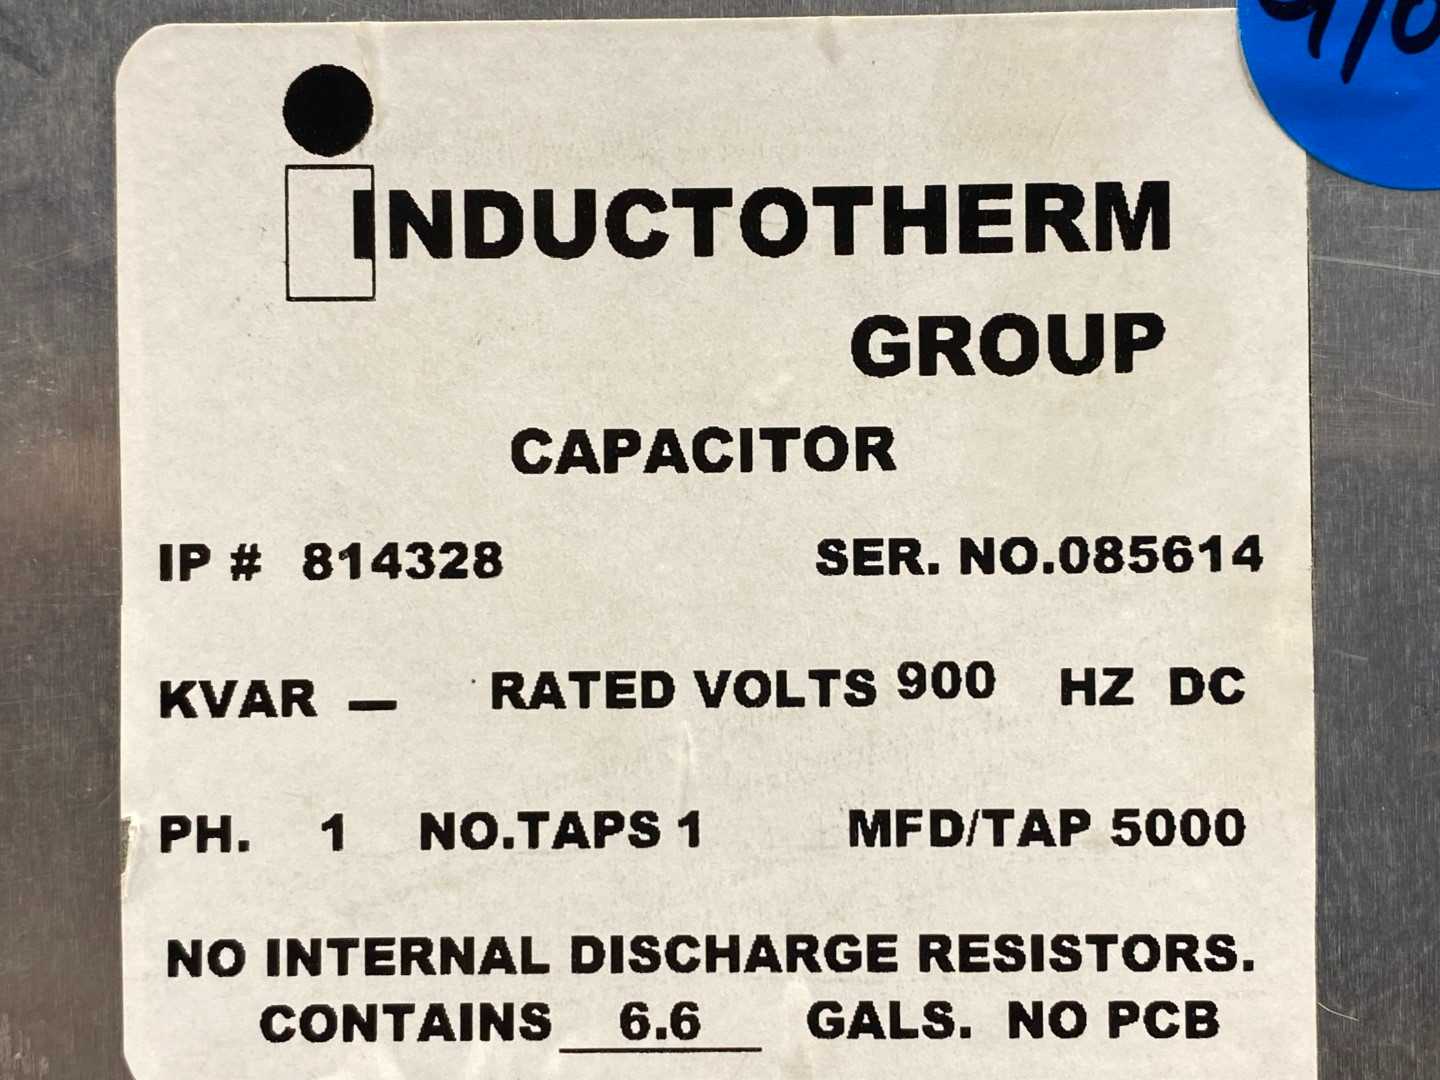 INDUCTOTHERM
GROUP
CAPACITOR
IP # 814328 SER. NO.085614
KVAR — RATED VOLTS 900 HZ DC
PH. 1 NO.TAPS 1 MFD/TAP 5000
NO INTERNAL DISCHARGE RESISTORS.
CONTAINS 6.6 GALS. NO PCB